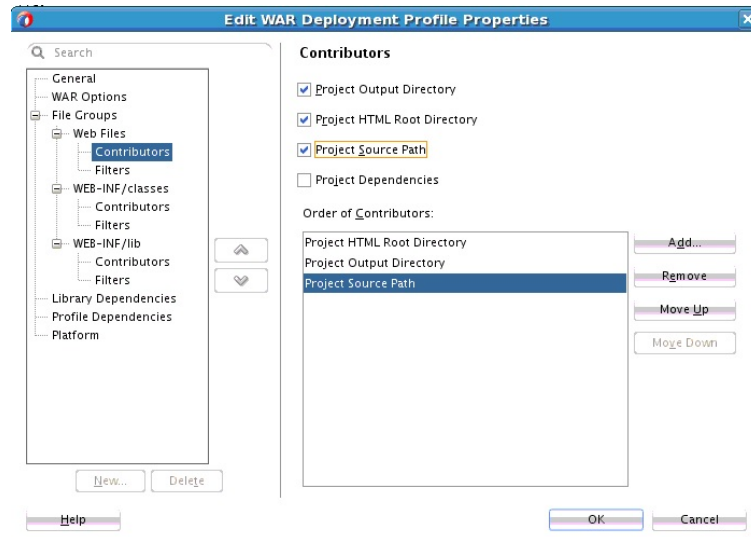 Edit WAR Deployment Profile Properties
Search
General
WAR Options
File Groups
Web Files
Contributors
Filters
WEB-INF/classes
Contributors
Filters
WEB-INF/lib
Contributors
Filters
Library Dependencies
Profile Dependencies
Platform
New...
Delete
Contributors
Project Output Directory
Project HTML Root Directory
Project Source Path
Project Dependencies
Order of Contributors:
Project HTML Root Directory
Project Output Directory
Project Source Path
Add...
Remove
Move Up
Move Down
Help
OK
Cancel